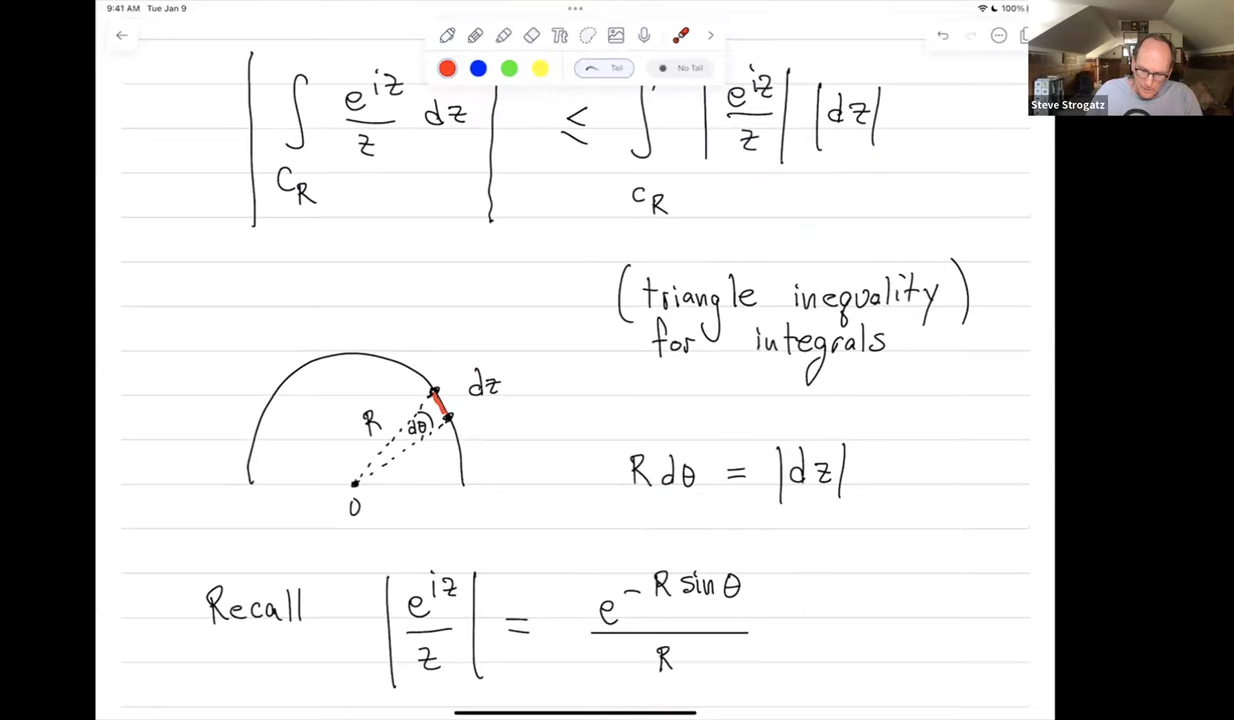 9:41 AM Tue Jan 9
100%
Tt
Tail
No Tail
Steve Strogatz
| ∫_{C_R} e^{iz}/z dz | ≤ ∫_{C_R} | e^{iz}/z | |dz|
(triangle inequality
for integrals)
dz
R dθ
0
R dθ = |dz|
Recall | e^{iz}/z | = e^{-R sin θ}/R